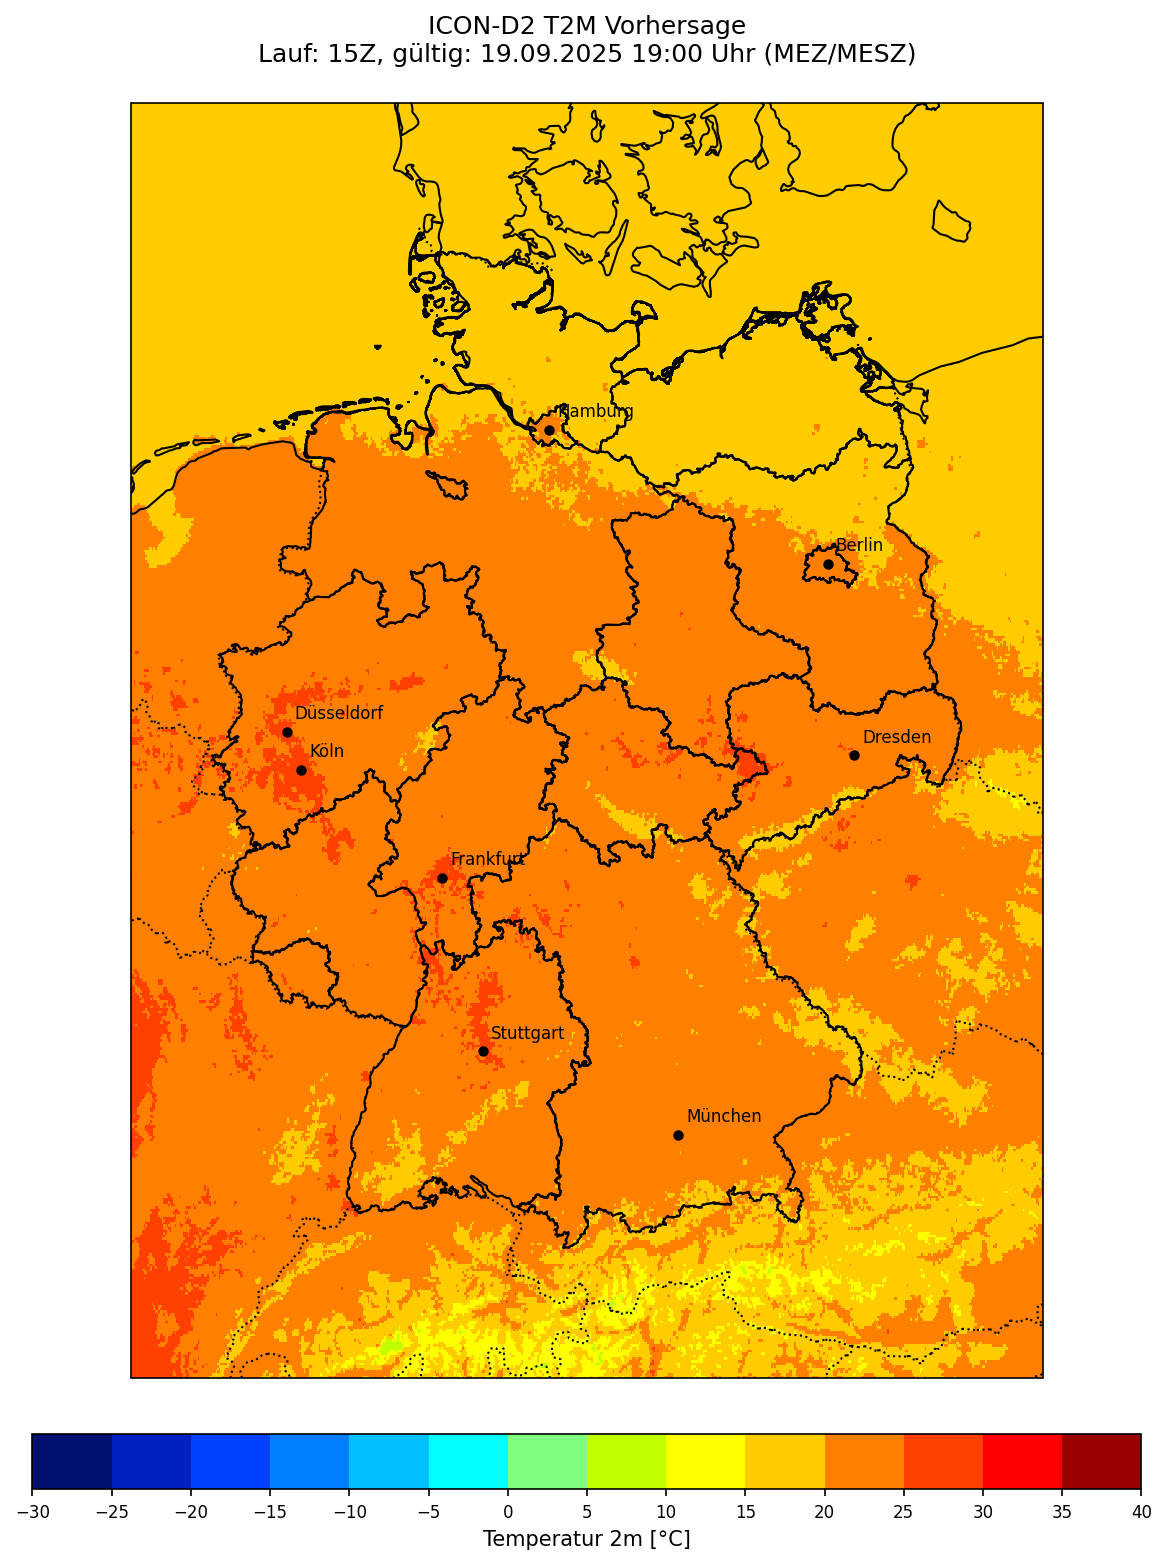 ICON-D2 T2M Vorhersage
Lauf: 15Z, gültig: 19.09.2025 19:00 Uhr (MEZ/MESZ)
Hamburg
Berlin
Düsseldorf
Dresden
Köln
Frankfurt
Stuttgart
München
−30 −25 −20 −15 −10 −5 0 5 10 15 20 25 30 35 40
Temperatur 2m [°C]